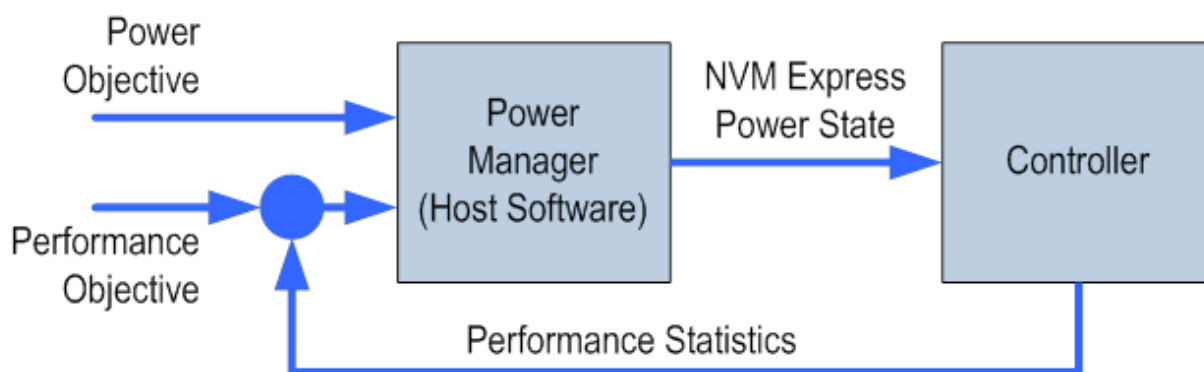 Power
Objective
Performance
Objective
Power
Manager
(Host Software)
NVM Express
Power State
Controller
Performance Statistics